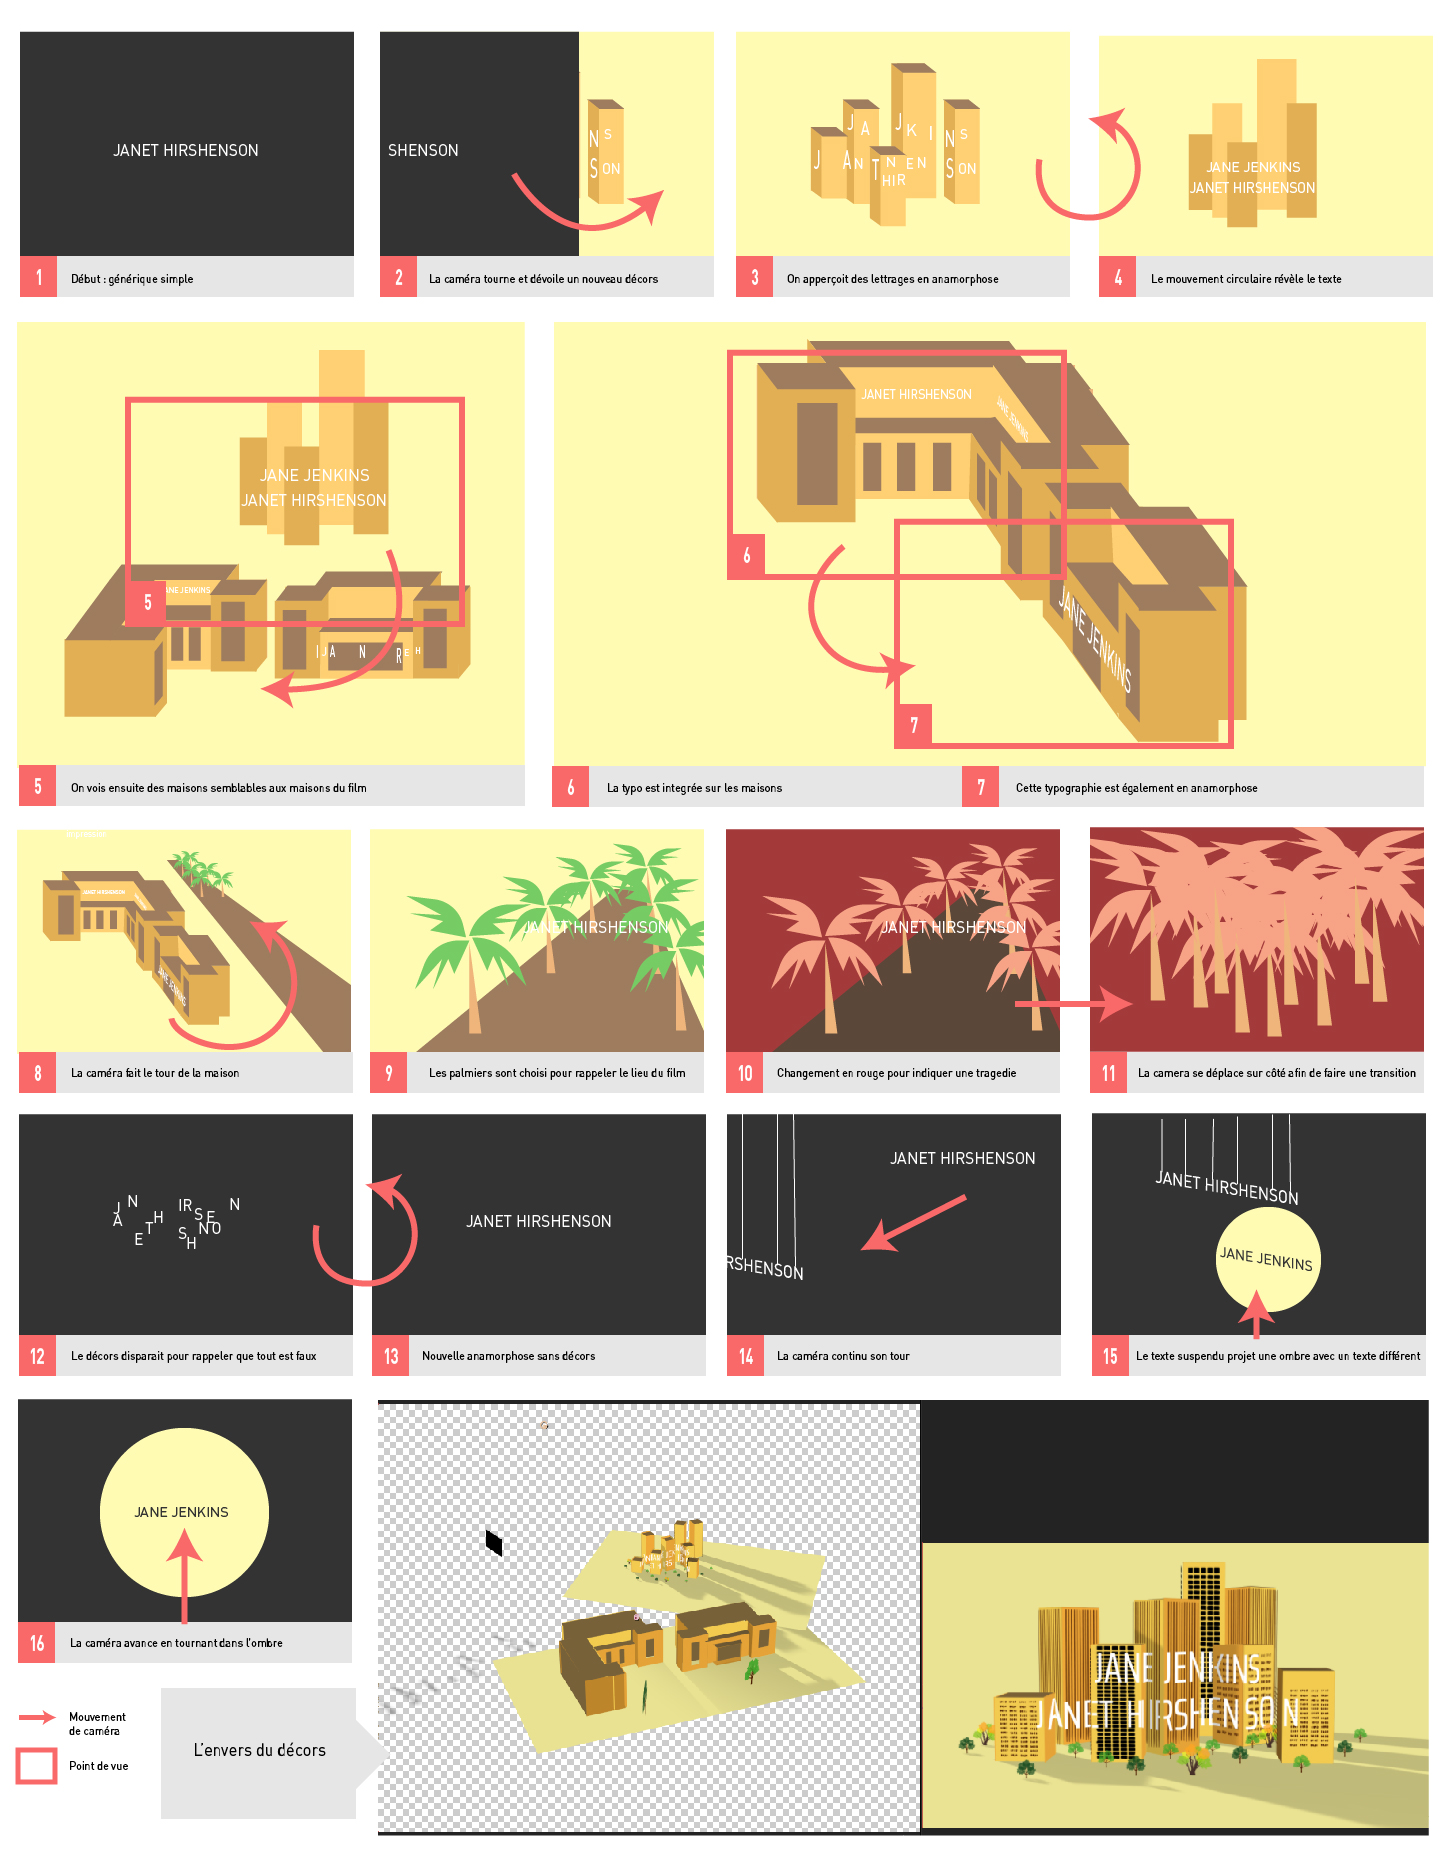 JANET HIRSHENSON
1 Début : générique simple
SHENSON
NS
SON
2 La caméra tourne et dévoile un nouveau décors
J A J K I N S
J A N T N E N S ON
HIR
3 On apperçoit des lettrages en anamorphose
JANE JENKINS
JANET HIRSHENSON
4 Le mouvement circulaire révèle le texte
JANE JENKINS
JANET HIRSHENSON
ANE JENKINS
5
I J A N R E H
5 On vois ensuite des maisons semblables aux maisons du film
JANET HIRSHENSON
JANE JENKINS
6
JANE JENKINS
7
6 La typo est integrée sur les maisons
7 Cette typographie est également en anamorphose
JANET HIRSHENSON
JANE JENKINS
8 La caméra fait le tour de la maison
JANET HIRSHENSON
9 Les palmiers sont choisi pour rappeler le lieu du film
JANET HIRSHENSON
10 Changement en rouge pour indiquer une tragedie
11 La camera se déplace sur côté afin de faire une transition
J A N E T H IR S H S E N O N
12 Le décors disparait pour rappeler que tout est faux
JANET HIRSHENSON
13 Nouvelle anamorphose sans décors
JANET HIRSHENSON
RSHENSON
14 La caméra continu son tour
JANET HIRSHENSON
JANE JENKINS
15 Le texte suspendu projet une ombre avec un texte différent
JANE JENKINS
16 La caméra avance en tournant dans l'ombre
Mouvement
de caméra
Point de vue
L'envers du décors
JANE JENKINS
JANET HIRSHENSON